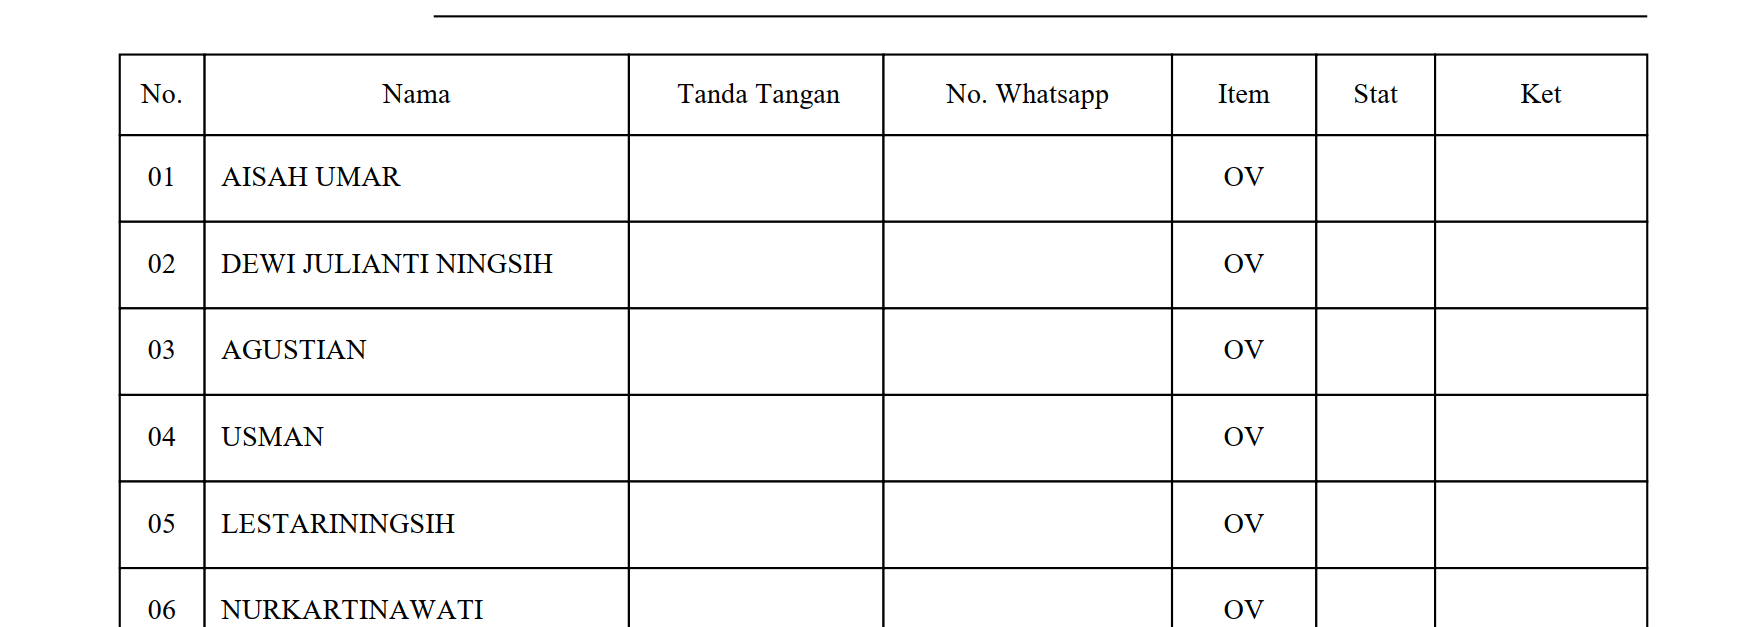 No. Nama Tanda Tangan No. Whatsapp Item Stat Ket
01 AISAH UMAR OV
02 DEWI JULIANTI NINGSIH OV
03 AGUSTIAN OV
04 USMAN OV
05 LESTARININGSIH OV
06 NURKARTINAWATI OV